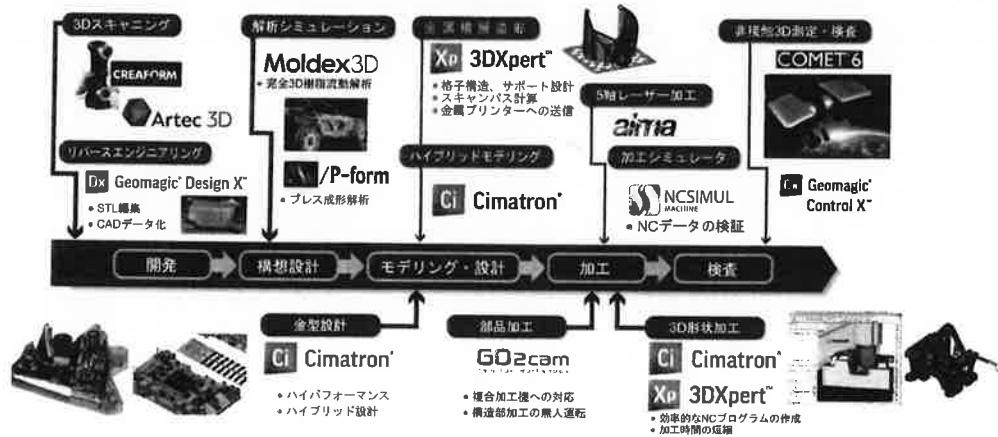 3Dスキャニング
CREAFORM
Artec 3D
リバースエンジニアリング
Dx Geomagic® Design X™
• STL編集
• CADデータ化
解析シミュレーション
Moldex3D
• 完全3D樹脂流動解析
/P-form
• プレス成形解析
金属積層造形
Xp 3DXpert™
• 格子構造、サポート設計
• スキャンパス計算
• 金属プリンターへの送信
ハイブリッドモデリング
Ci Cimatron®
5軸レーザー加工
aima
加工シミュレータ
NCSIMUL
MACHINE
• NCデータの検証
非接触3D測定・検査
COMET 6
Geomagic®
Control X™
開発
構想設計
モデリング・設計
加工
検査
金型設計
Ci Cimatron®
• ハイパフォーマンス
• ハイブリッド設計
部品加工
GO2cam
• 複合加工機への対応
• 構造部加工の無人運転
3D形状加工
Ci Cimatron®
Xp 3DXpert™
• 効率的なNCプログラムの作成
• 加工時間の短縮